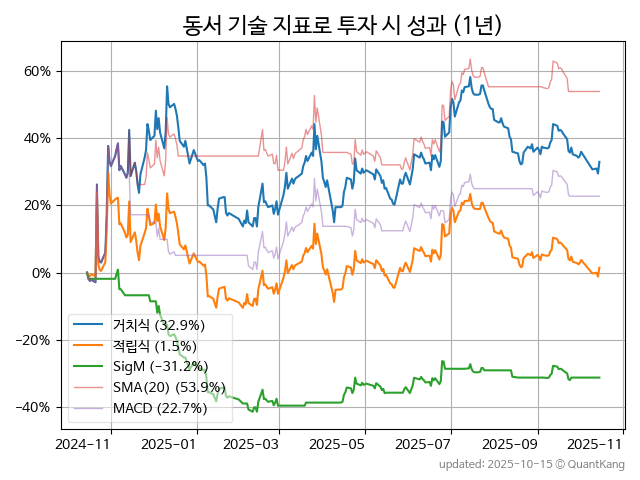 동서 기술 지표로 투자 시 성과 (1년)
60%
40%
20%
0%
−20%
−40%
거치식 (32.9%)
적립식 (1.5%)
SigM (−31.2%)
SMA(20) (53.9%)
MACD (22.7%)
2024-11 2025-01 2025-03 2025-05 2025-07 2025-09 2025-11
updated: 2025-10-15 ⓒ QuantKang